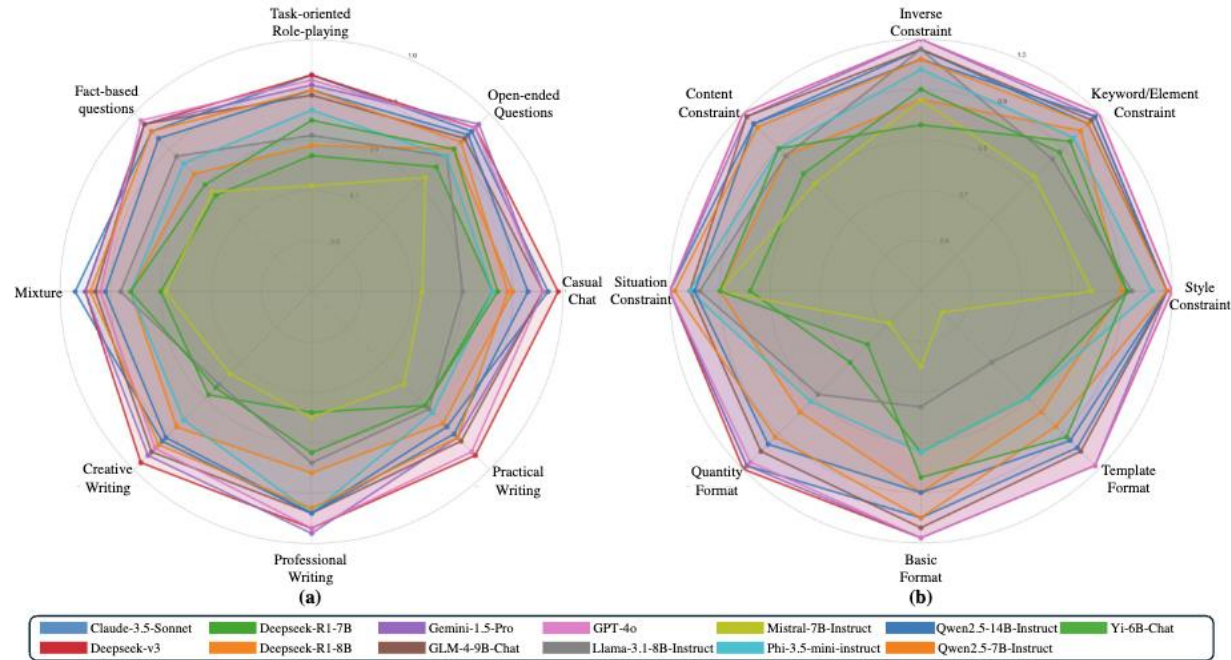 Task-oriented
Role-playing
Fact-based
questions
Open-ended
Questions
1.0
Mixture
Casual
Chat
Creative
Writing
Practical
Writing
Professional
Writing
(a)
Inverse
Constraint
Content
Constraint
Keyword/Element
Constraint
Situation
Constraint
Style
Constraint
Quantity
Format
Template
Format
Basic
Format
(b)
Claude-3.5-Sonnet
Deepseek-R1-7B
Gemini-1.5-Pro
GPT-4o
Mistral-7B-Instruct
Qwen2.5-14B-Instruct
Yi-6B-Chat
Deepseek-v3
Deepseek-R1-8B
GLM-4-9B-Chat
Llama-3.1-8B-Instruct
Phi-3.5-mini-instruct
Qwen2.5-7B-Instruct